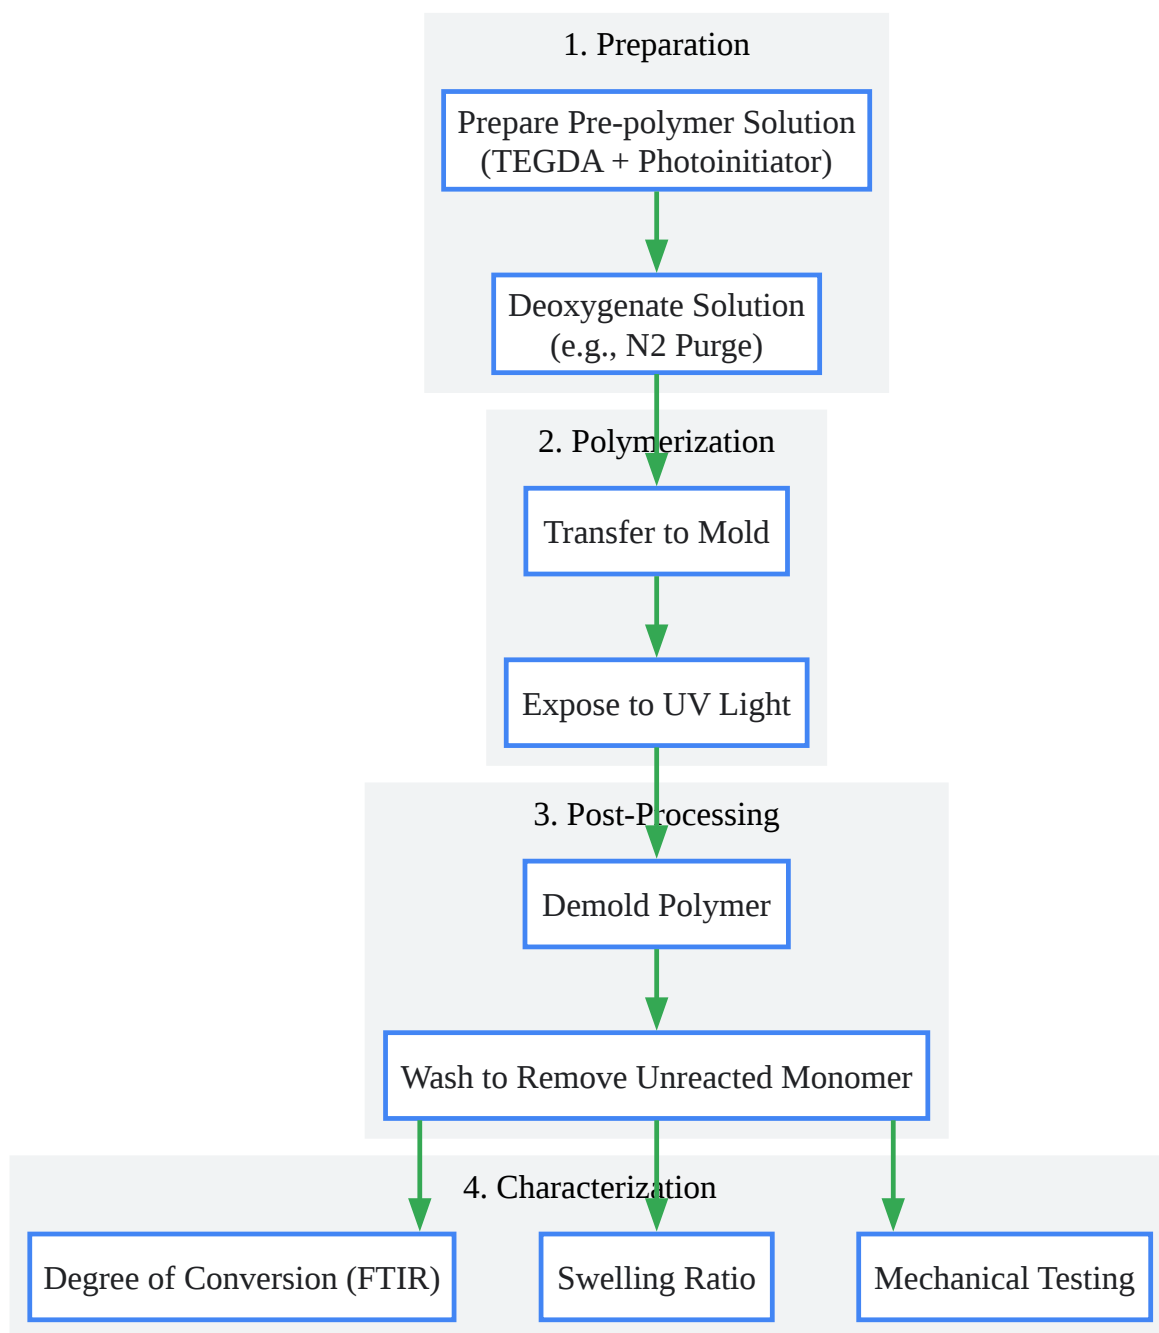 1. Preparation
Prepare Pre-polymer Solution
(TEGDA + Photoinitiator)
Deoxygenate Solution
(e.g., N2 Purge)
2. Polymerization
Transfer to Mold
Expose to UV Light
3. Post-Processing
Demold Polymer
Wash to Remove Unreacted Monomer
4. Characterization
Degree of Conversion (FTIR)
Swelling Ratio
Mechanical Testing